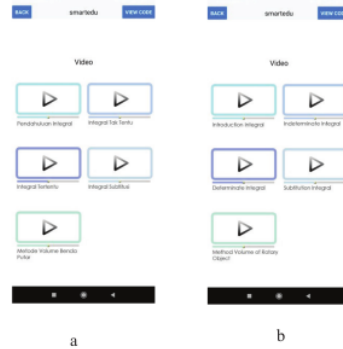 BACK smartedu VIEW CODE
Video
Pendahuluan Integral Integral Tak Tentu
Integral Tertentu Integral Subtitusi
Metode Volume Benda
Putar
a
BACK smartedu VIEW CODE
Video
Introduction Integral Indeterminate Integral
Determinate Integral Subtitution Integral
Method Volume of Rotary
Object
b